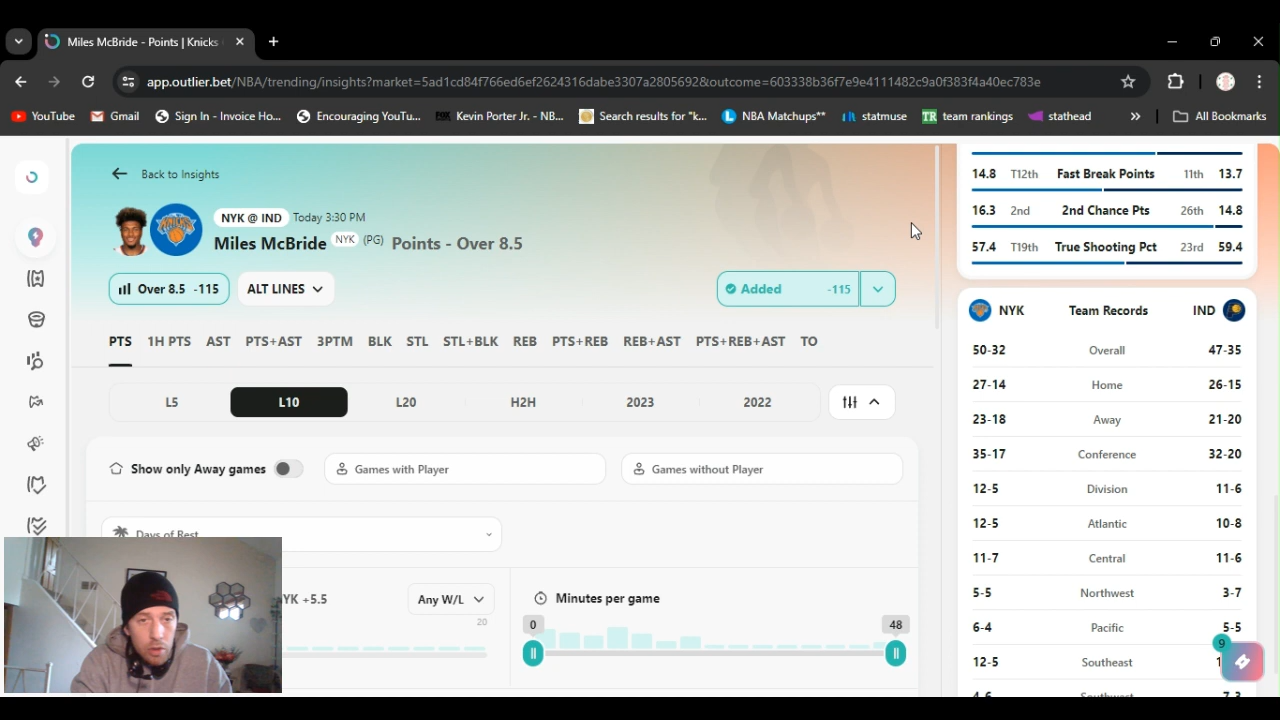 Miles McBride - Points | Knicks
app.outlier.bet/NBA/trending/insights?market=5ad1cd84f766ed6ef2624316dabe3307a2805692&outcome=603338b36f7e9e4111482c9a0f383f4a40ec783e
YouTube Gmail Sign In - Invoice Ho... Encouraging YouTu... Kevin Porter Jr. - NB... Search results for "k... NBA Matchups** statmuse team rankings stathead » All Bookmarks
Back to Insights
NYK @ IND Today 3:30 PM
Miles McBride NYK (PG) Points - Over 8.5
Over 8.5 -115 ALT LINES Added -115
PTS 1H PTS AST PTS+AST 3PTM BLK STL STL+BLK REB PTS+REB REB+AST PTS+REB+AST TO
L5 L10 L20 H2H 2023 2022
Show only Away games Games with Player Games without Player
Days of Rest
YK +5.5 Any W/L Minutes per game
20 0 48
14.8 T12th Fast Break Points 11th 13.7
16.3 2nd 2nd Chance Pts 26th 14.8
57.4 T19th True Shooting Pct 23rd 59.4
NYK Team Records IND
50-32 Overall 47-35
27-14 Home 26-15
23-18 Away 21-20
35-17 Conference 32-20
12-5 Division 11-6
12-5 Atlantic 10-8
11-7 Central 11-6
5-5 Northwest 3-7
6-4 Pacific 5-5
9
12-5 Southeast
4-6 Southwest 7-3